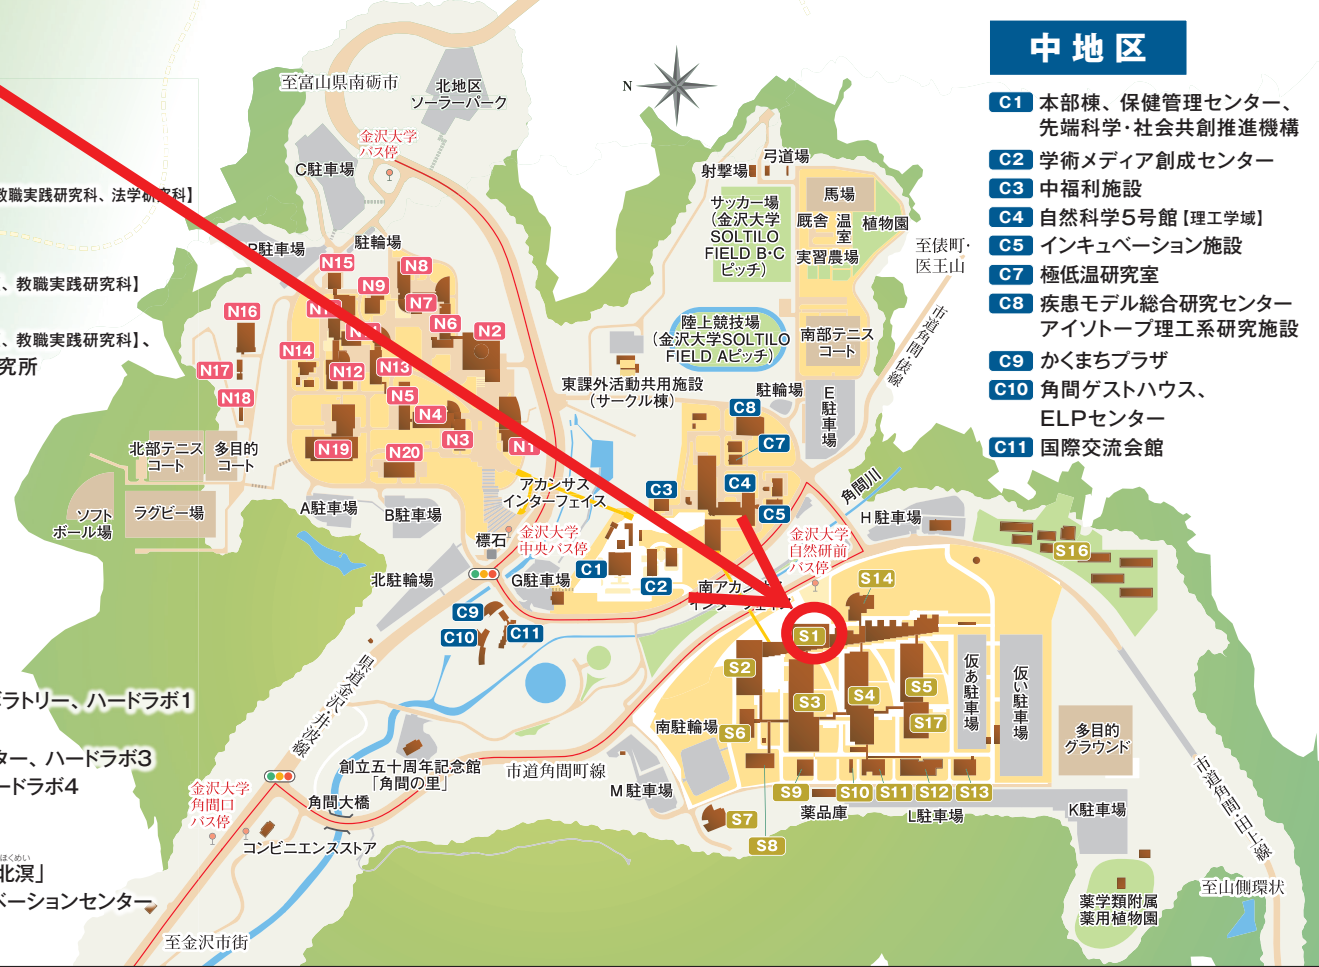 中地区
C1 本部棟、保健管理センター、
先端科学・社会共創推進機構
C2 学術メディア創成センター
C3 中福利施設
C4 自然科学5号館【理工学域】
C5 インキュベーション施設
C7 極低温研究室
C8 疾患モデル総合研究センター
アイソトープ理工系研究施設
C9 かくまちプラザ
C10 角間ゲストハウス、
ELPセンター
C11 国際交流会館
N
至富山県南砺市
北地区
ソーラーパーク
金沢大学
バス停
C駐車場
教職実践研究科、法学研究科】
駐車場
駐輪場
N15
N8
N9
N7
N16
N6
N2
N14
N12
N13
N17
N18
N5
N4
N3
N1
N19
N20
、教職実践研究科】
、教職実践研究科】、
究所
北部テニス
コート
多目的
コート
ソフト
ボール場
ラグビー場
A駐車場
B駐車場
アカンサス
インターフェイス
標石
金沢大学
中央バス停
北駐輪場
G駐車場
射撃場
弓道場
サッカー場
(金沢大学
SOLTILO
FIELD B・C
ピッチ)
馬場
厩舎
温室
植物園
実習農場
至俵町・
医王山
市道角間・俵線
陸上競技場
(金沢大学SOLTILO
FIELD Aピッチ)
南部テニス
コート
東課外活動共用施設
(サークル棟)
駐輪場
E駐車場
C8
C7
C4
C3
C5
C1
C2
C9
C10
C11
角間川
H駐車場
金沢大学
自然研前
バス停
南アカンサス
インターフェイス
S16
S14
S1
S2
S3
S4
S5
S17
S6
S9
S10
S11
S12
S13
S7
S8
仮あ駐車場
仮い駐車場
多目的
グラウンド
南駐輪場
M駐車場
薬品庫
L駐車場
K駐車場
県道金沢・井波線
創立五十周年記念館
「角間の里」
市道角間町線
金沢大学
角間口
バス停
角間大橋
コンビニエンスストア
至金沢市街
市道角間・田上線
至山側環状
薬学類附属
薬用植物園
ボラトリー、ハードラボ1
ター、ハードラボ3
ードラボ4
ほくめい
北溟」
ベーションセンター